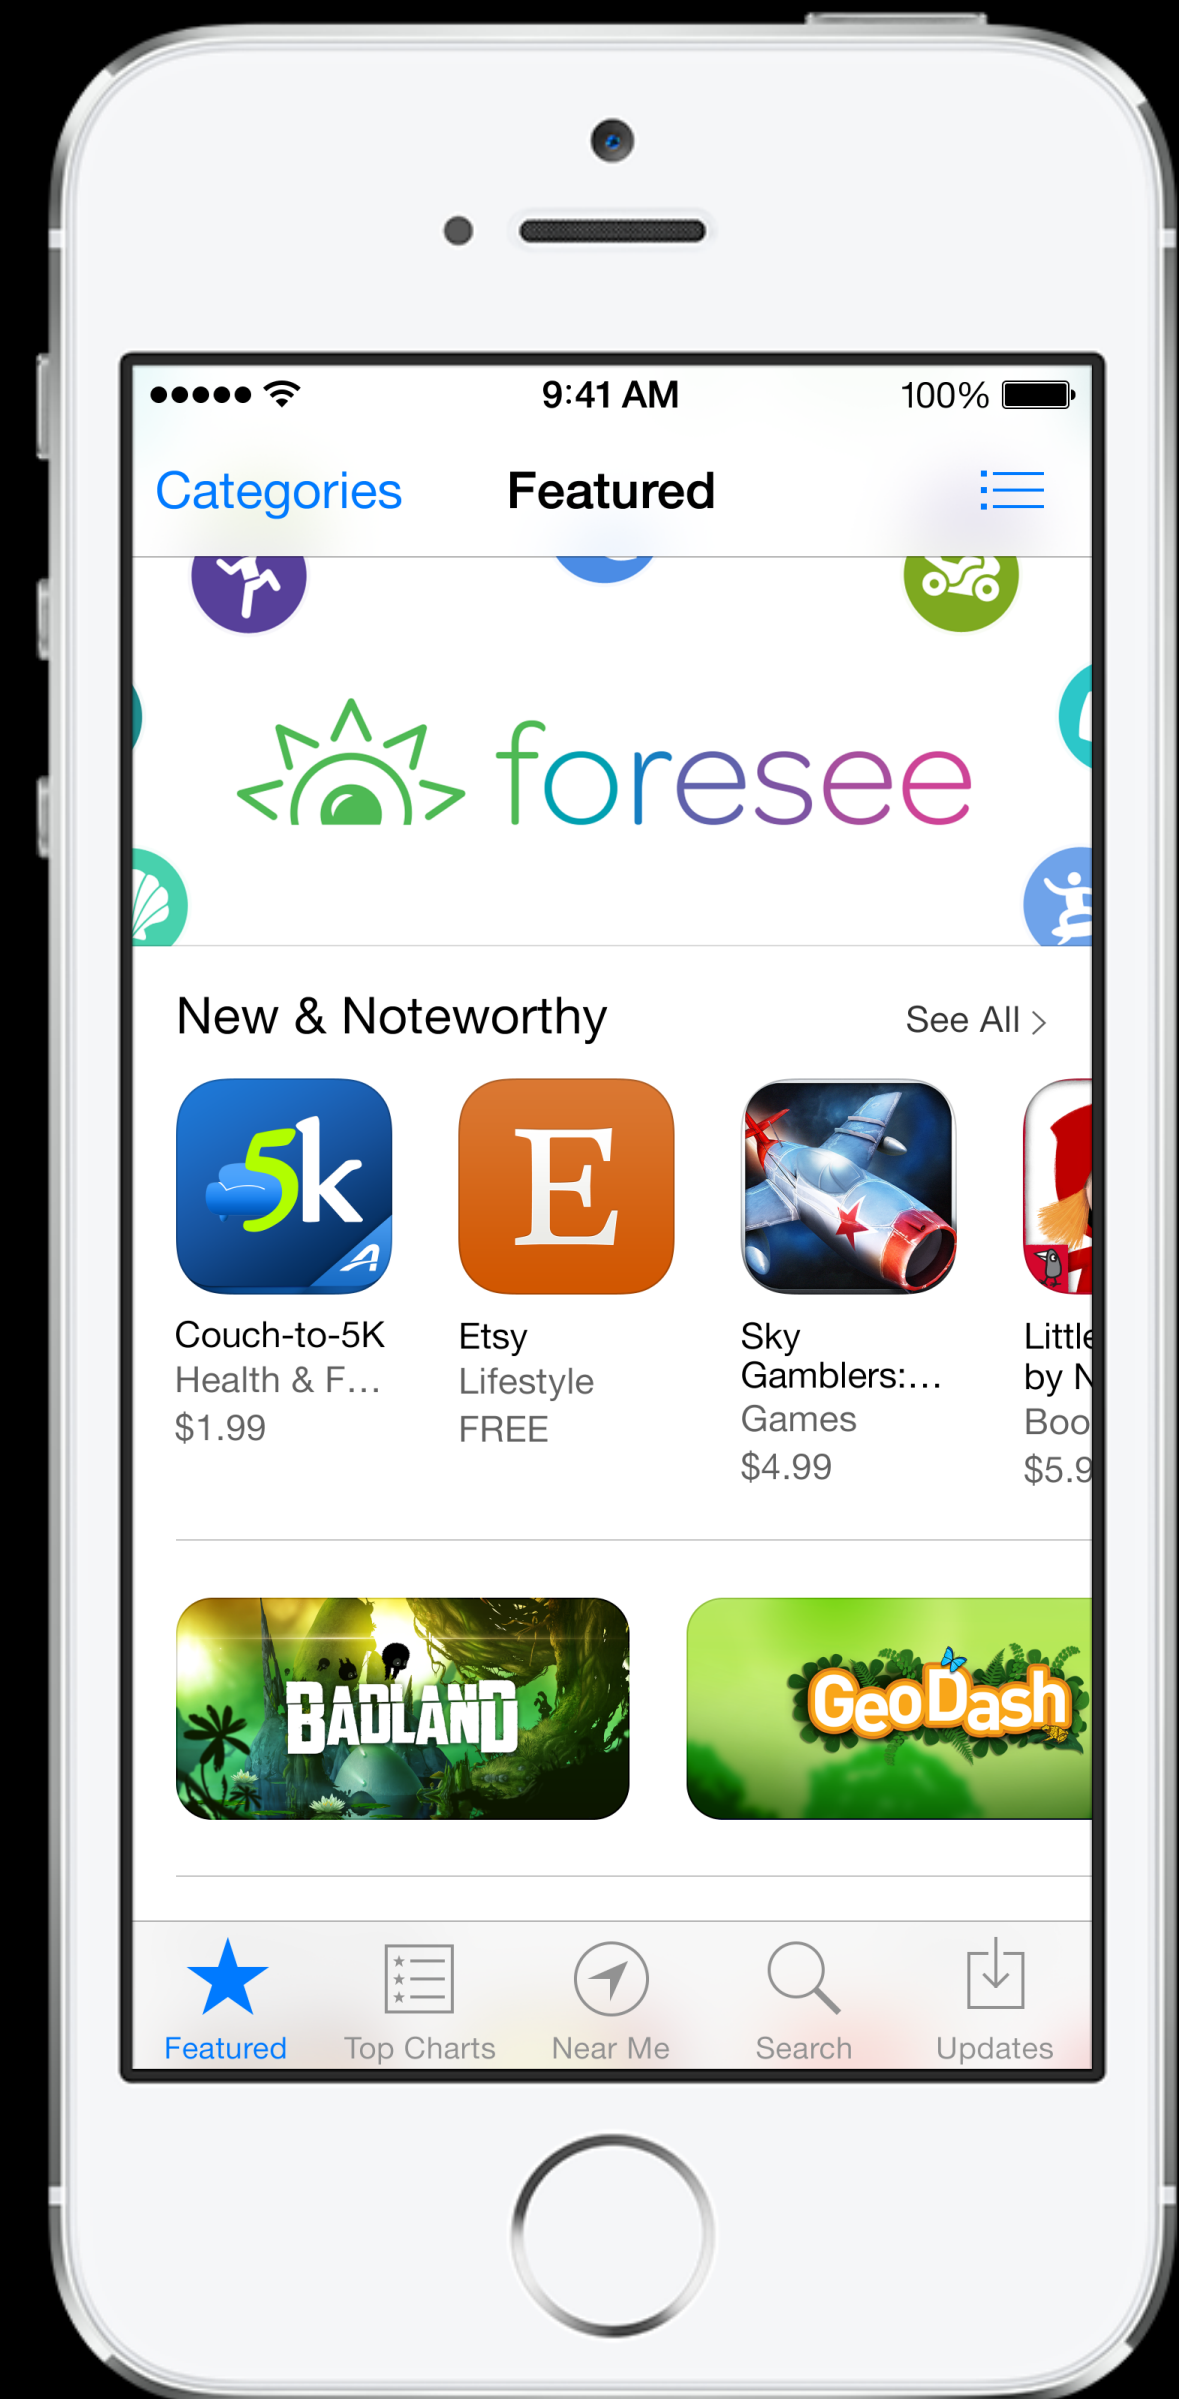 9:41 AM 100%
Categories Featured
foresee
New & Noteworthy See All
5k
E
Couch-to-5K
Health & F...
$1.99
Etsy
Lifestyle
FREE
Sky
Gamblers:...
Games
$4.99
by
BADLAND
GeoDash
Featured Top Charts Near Me Search Updates